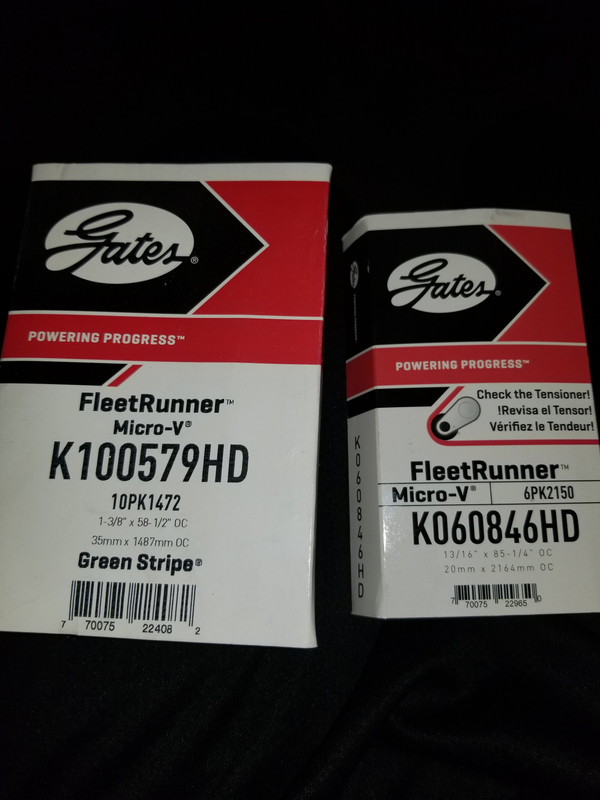 Gates®
POWERING PROGRESS™
FleetRunner™
Micro-V®
K100579HD
10PK1472
1-3/8" x 58-1/2" OC
35mm x 1487mm OC
Green Stripe®
7 70075 22408 2
Gates®
POWERING PROGRESS™
Check the Tensioner!
!Revisa el Tensor!
Vérifiez le Tendeur!
FleetRunner™
Micro-V® 6PK2150
K060846HD
13/16" x 85-1/4" OC
20mm x 2164mm OC
7 70075 22965 0
K060846HD